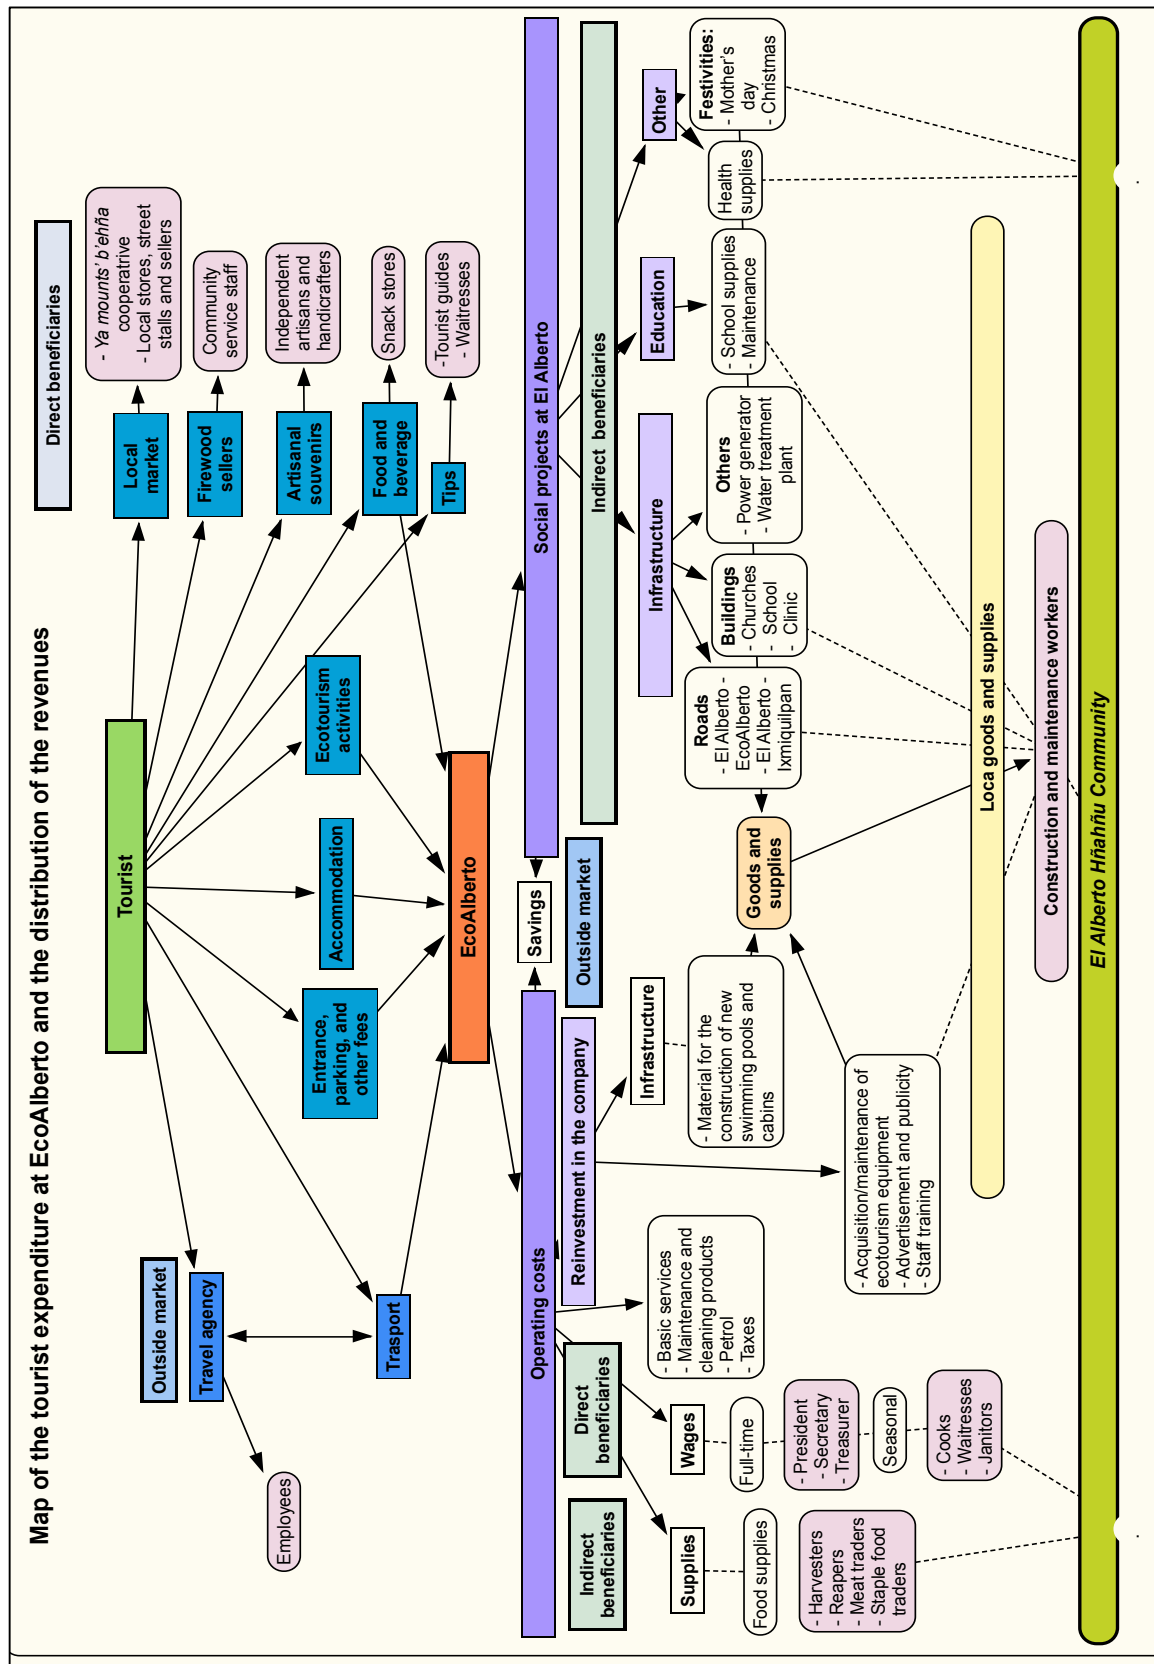 Map of the tourist expenditure at EcoAlberto and the distribution of the revenues
Direct beneficiaries
Tourist
Outside market
Travel agency
Employees
Trasport
Entrance,
parking, and
other fees
Accommodation
Ecotourism
activities
Local
market
- Ya mounts' b'ehña
cooperatrive
- Local stores, street
stalls and sellers
Firewood
sellers
Community
service staff
Artisanal
souvenirs
Independent
artisans and
handicrafters
Food and
beverage
Snack stores
Tips
-Tourist guides
- Waitresses
EcoAlberto
Operating costs
Savings
Social projects at El Alberto
Indirect
beneficiaries
Direct
beneficiaries
Reinvestment in the company
Outside market
Indirect beneficiaries
Supplies
Food supplies
- Harvesters
- Reapers
- Meat traders
- Staple food
traders
Wages
Full-time
- President
- Secretary
- Treasurer
Seasonal
- Cooks
- Waitresses
- Janitors
- Basic services
- Maintenance and
cleaning products
- Petrol
- Taxes
Infrastructure
- Material for the
construction of new
swimming pools and
cabins
- Acquisition/maintenance of
ecotourism equipment
- Advertisement and publicity
- Staff training
Goods and
supplies
Infrastructure
Roads
- El Alberto -
EcoAlberto
- El Alberto -
Ixmiquilpan
Buildings
- Churches
- School
- Clinic
Others
- Power generator
- Water treatment
plant
Education
- School supplies
- Maintenance
Other
Health
supplies
Festivities:
- Mother's
day
- Christmas
Loca goods and supplies
Construction and maintenance workers
El Alberto Hñahñu Community